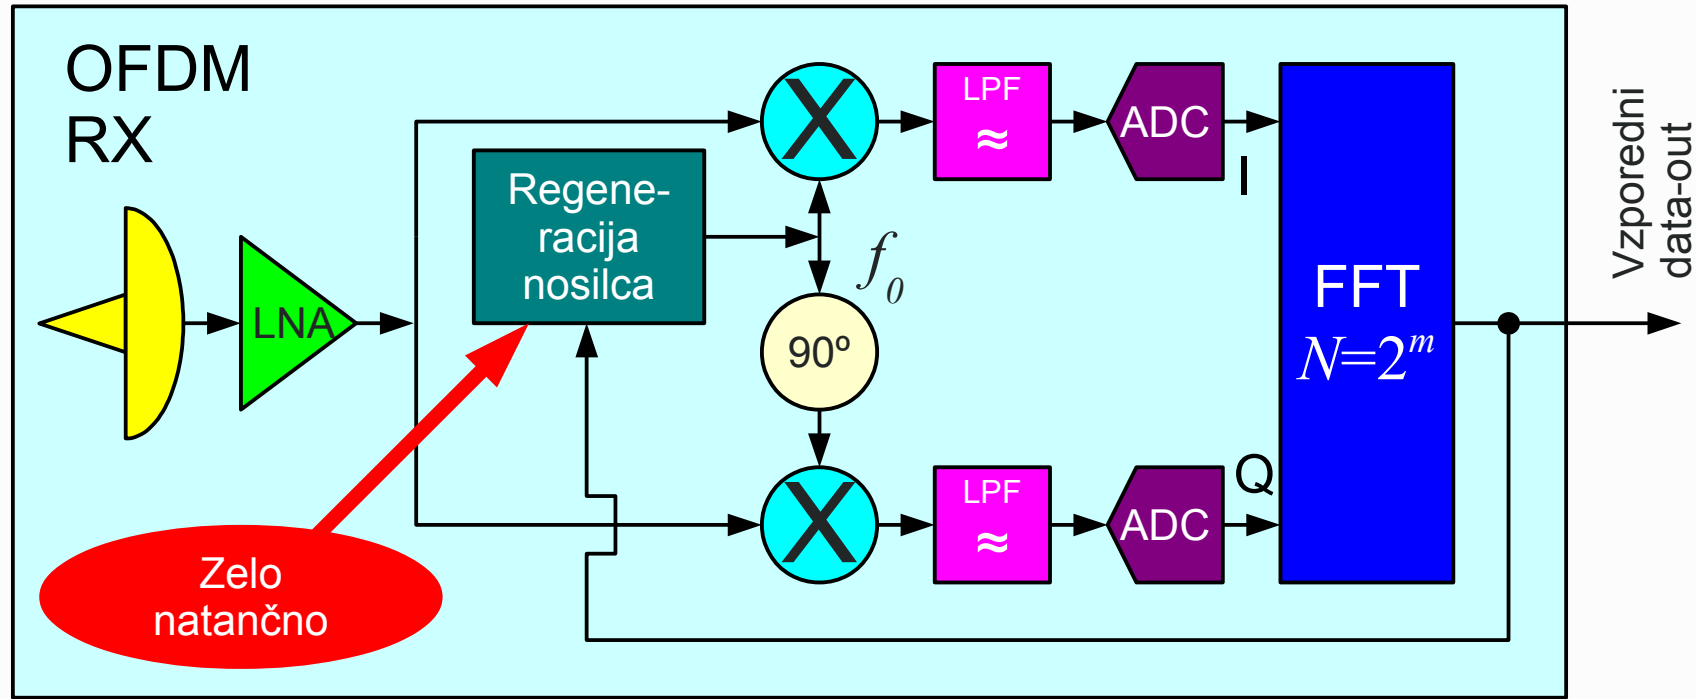 OFDM
RX
LNA
Regene-
racija
nosilca
X
LPF
≈
ADC
I
f₀
90º
X
LPF
≈
ADC
Q
FFT
N=2ᵐ
Vzporedni
data-out
Zelo
natančno